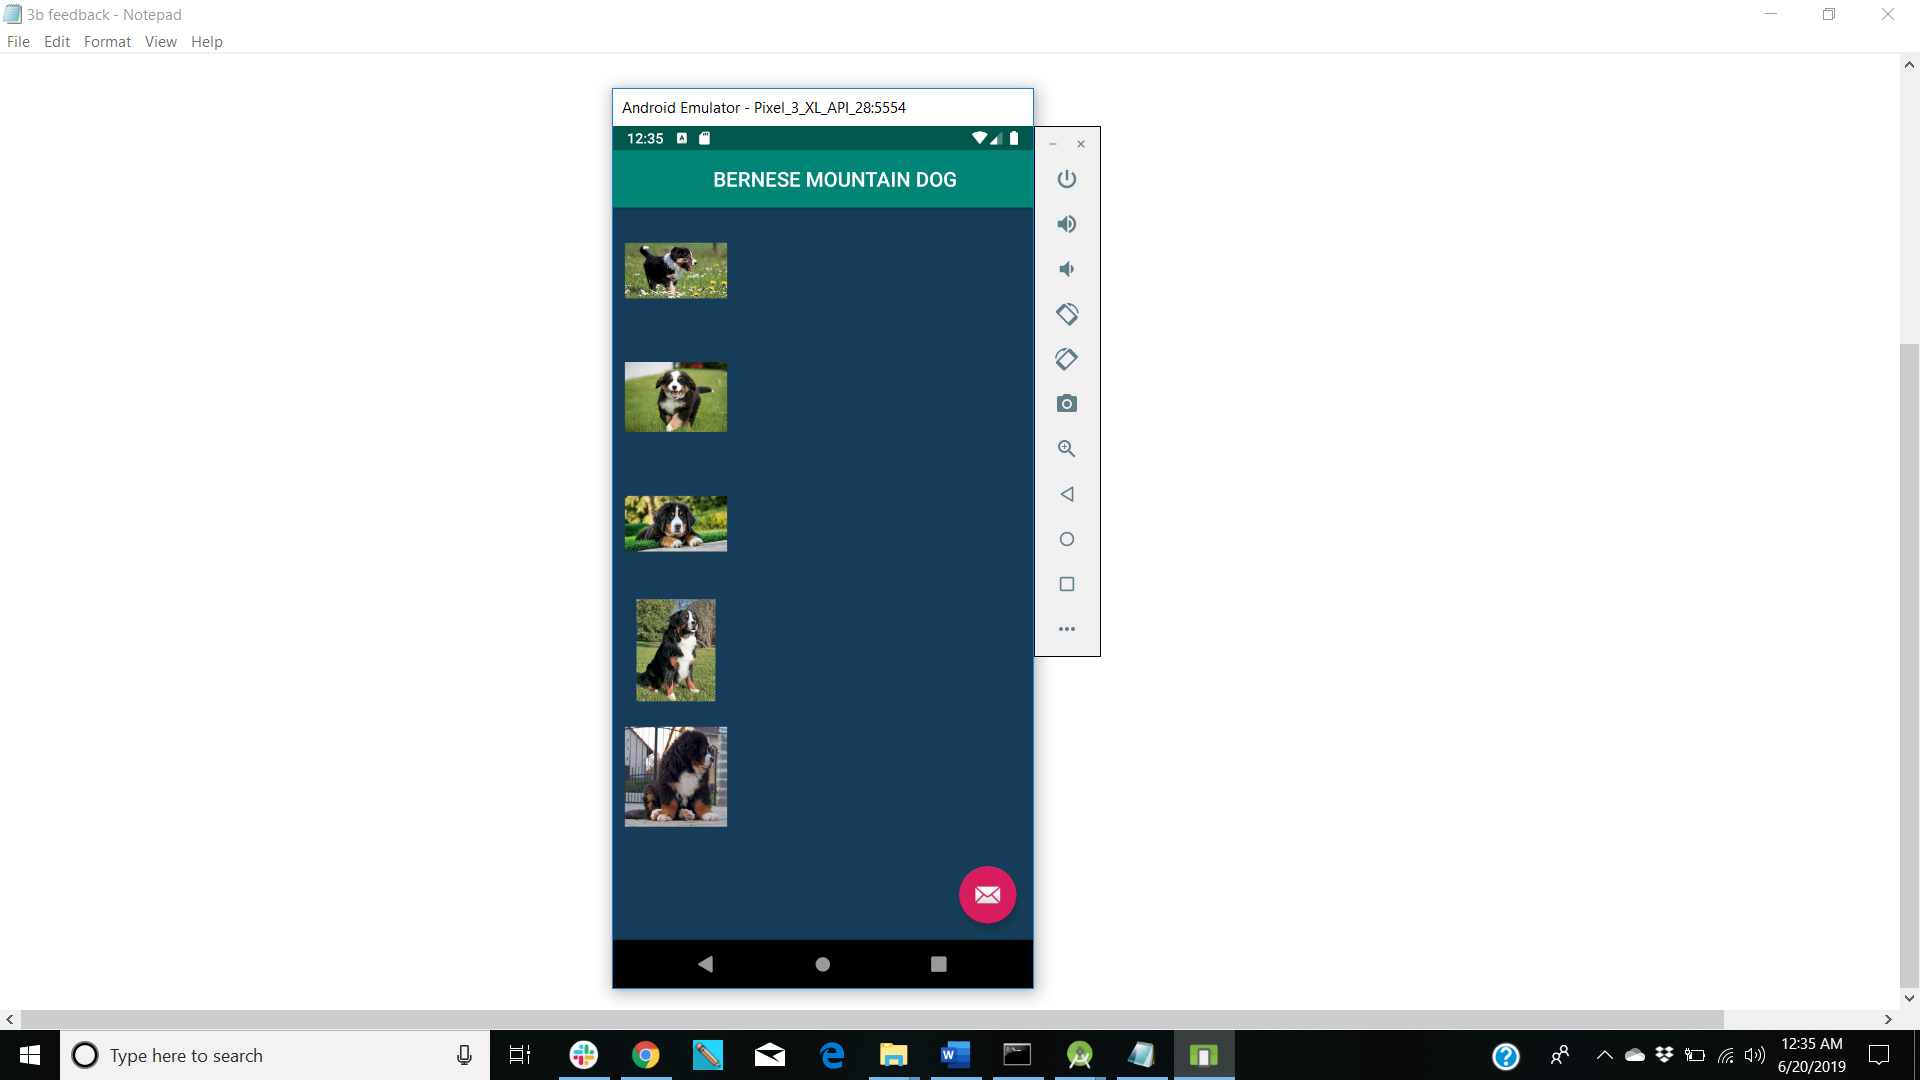 3b feedback - Notepad
File Edit Format View Help
Android Emulator - Pixel_3_XL_API_28:5554
12:35
BERNESE MOUNTAIN DOG
Type here to search
12:35 AM
6/20/2019